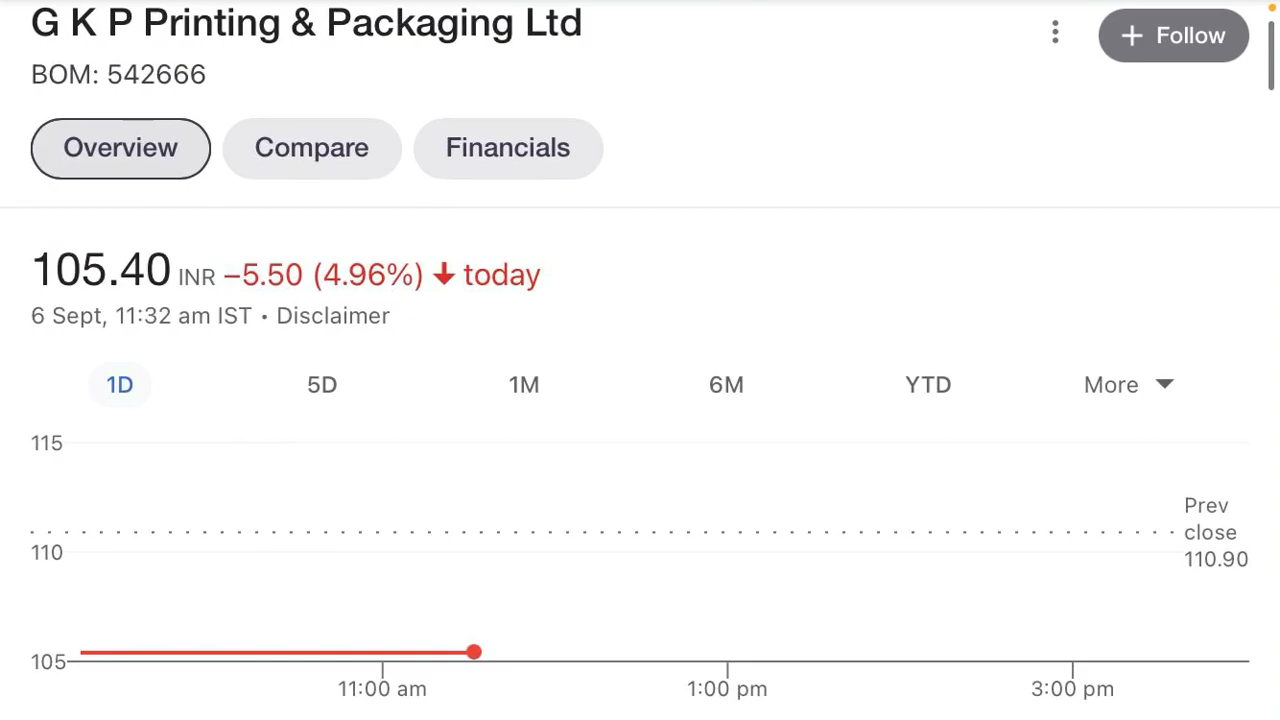 G K P Printing & Packaging Ltd
+ Follow
BOM: 542666
Overview
Compare
Financials
105.40 INR −5.50 (4.96%) ↓ today
6 Sept, 11:32 am IST • Disclaimer
1D
5D
1M
6M
YTD
More
115
Prev
close
110.90
110
105
11:00 am
1:00 pm
3:00 pm